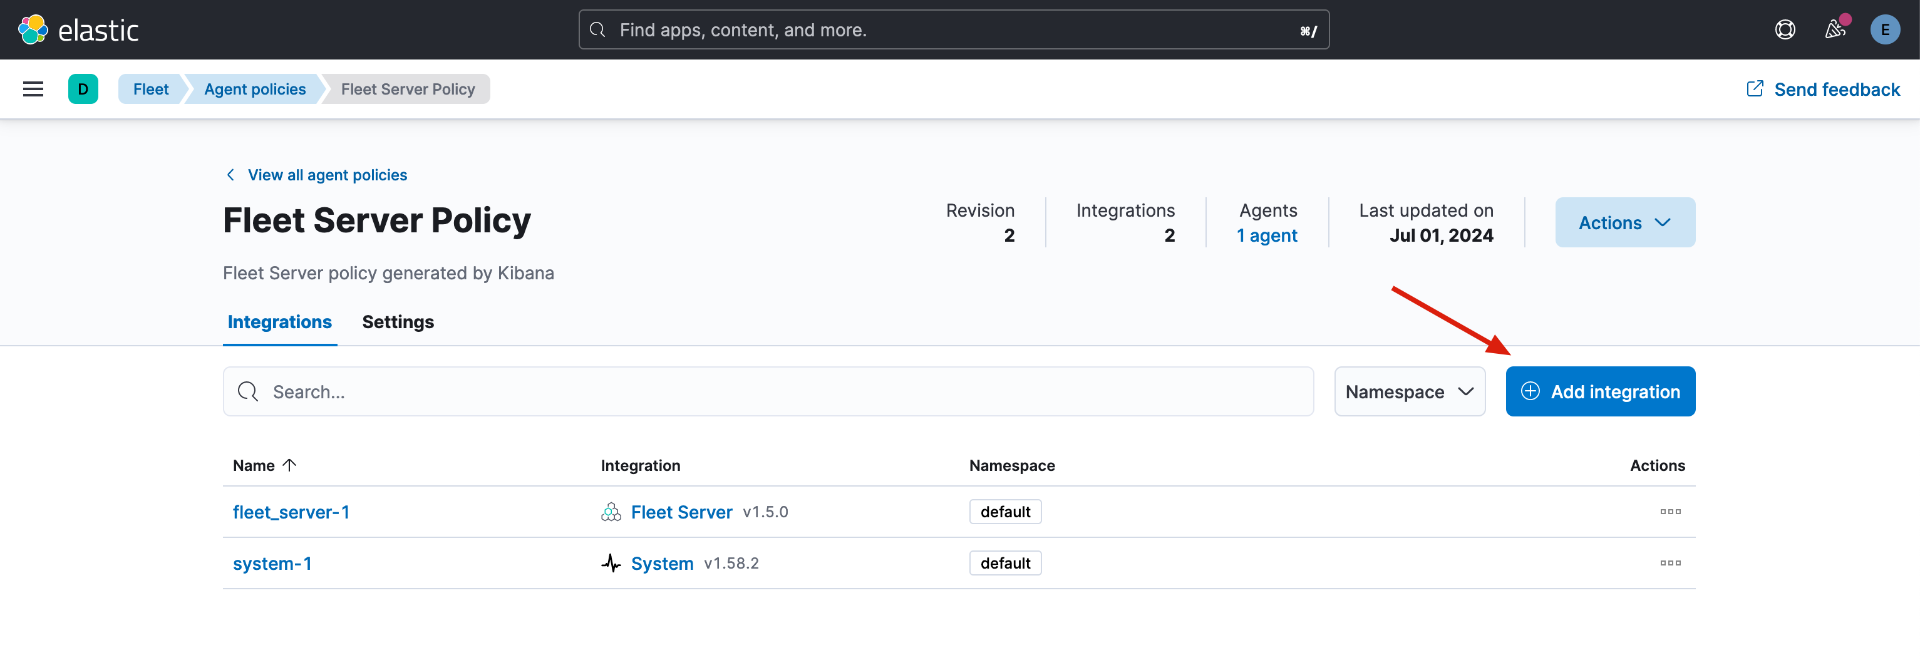 elastic
Find apps, content, and more.
⌘/
E
D
Fleet
Agent policies
Fleet Server Policy
Send feedback
View all agent policies
Fleet Server Policy
Revision
2
Integrations
2
Agents
1 agent
Last updated on
Jul 01, 2024
Actions
Fleet Server policy generated by Kibana
Integrations
Settings
Search...
Namespace
Add integration
Name
Integration
Namespace
Actions
fleet_server-1
Fleet Server v1.5.0
default
system-1
System v1.58.2
default